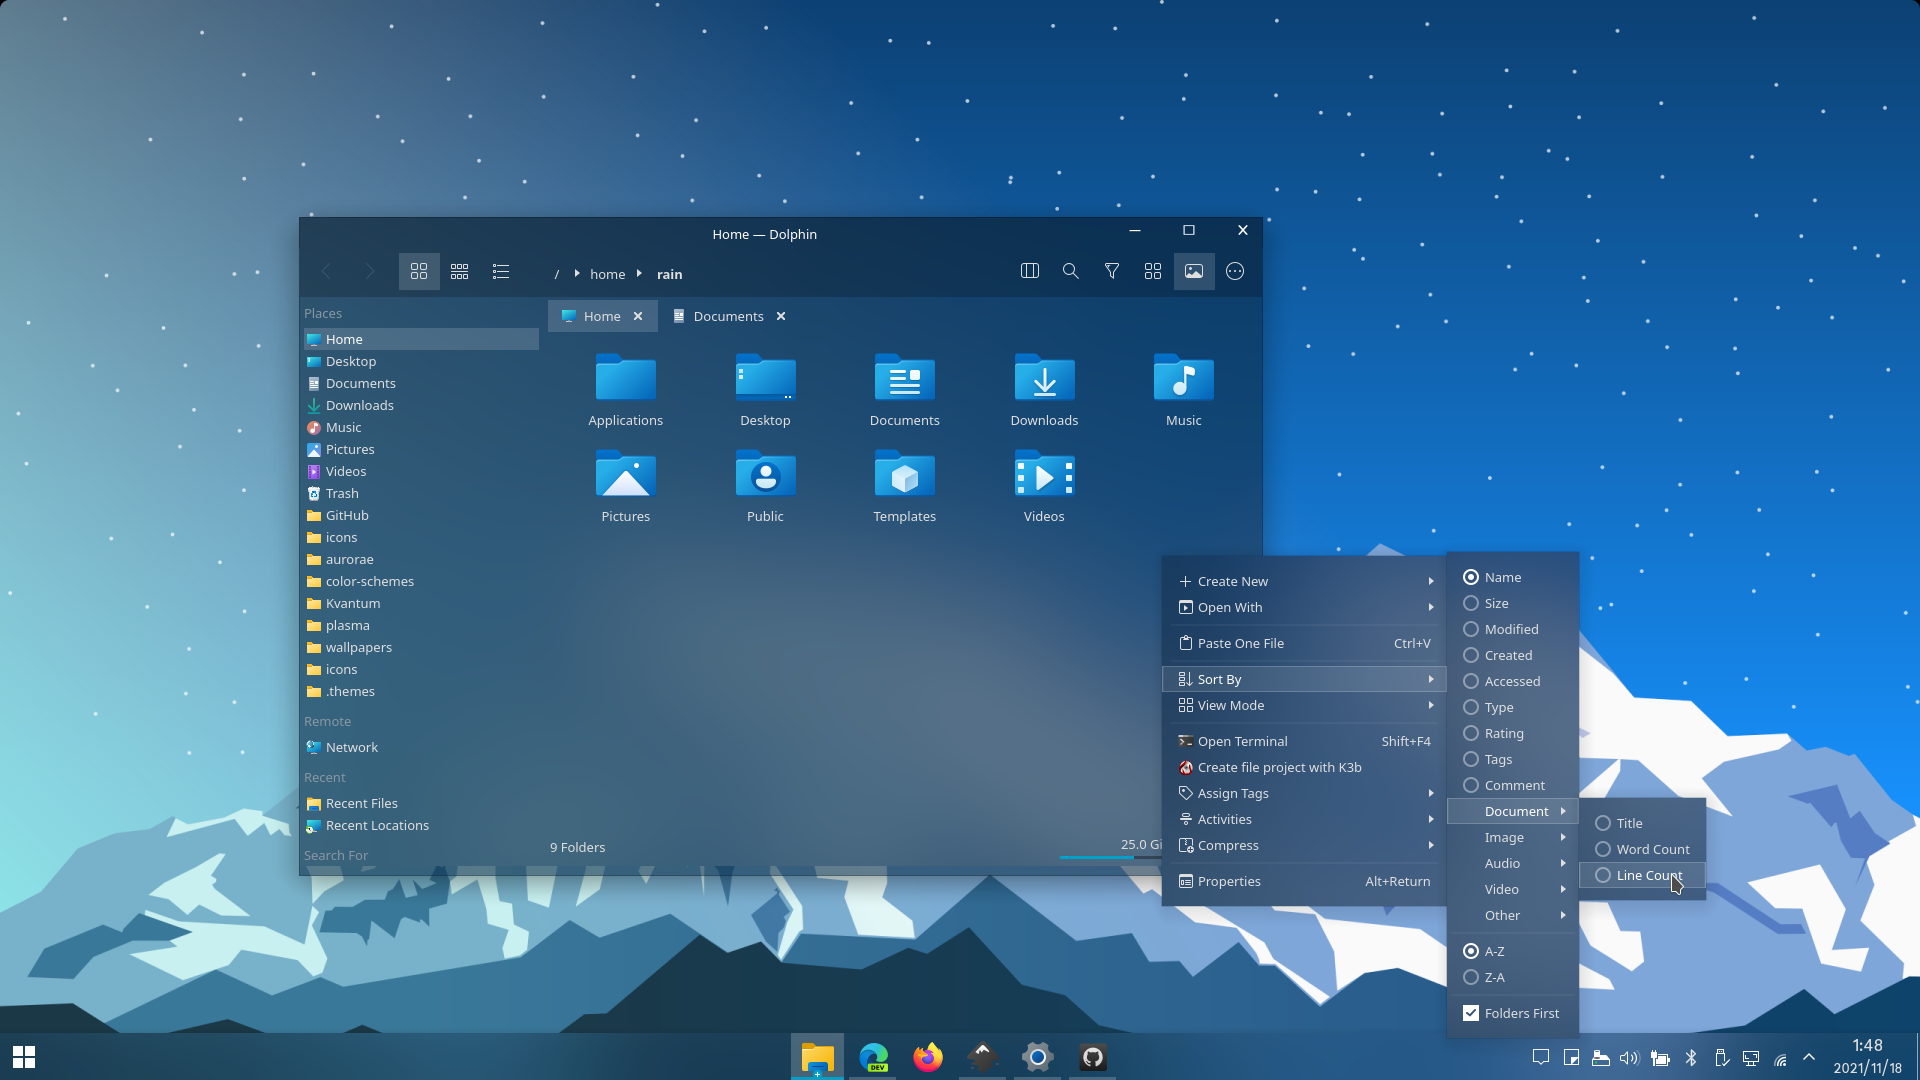 Home — Dolphin
/ home rain
Places
Home
Desktop
Documents
Downloads
Music
Pictures
Videos
Trash
GitHub
icons
aurorae
color-schemes
Kvantum
plasma
wallpapers
icons
.themes
Remote
Network
Recent
Recent Files
Recent Locations
Search For
Home
Documents
Applications
Desktop
Documents
Downloads
Music
Pictures
Public
Templates
Videos
9 Folders
25.0 Gi
Create New
Open With
Paste One File Ctrl+V
Sort By
View Mode
Open Terminal Shift+F4
Create file project with K3b
Assign Tags
Activities
Compress
Properties Alt+Return
Name
Size
Modified
Created
Accessed
Type
Rating
Tags
Comment
Document
Image
Audio
Video
Other
A-Z
Z-A
Folders First
Title
Word Count
Line Count
DEV
1:48
2021/11/18